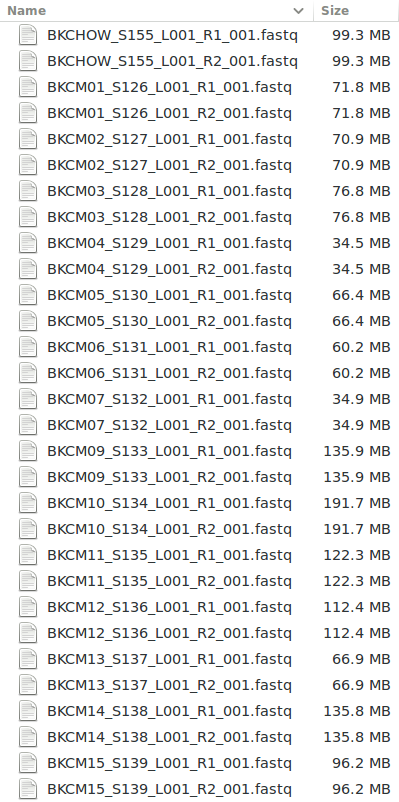 Name Size
BKCHOW_S155_L001_R1_001.fastq 99.3 MB
BKCHOW_S155_L001_R2_001.fastq 99.3 MB
BKCM01_S126_L001_R1_001.fastq 71.8 MB
BKCM01_S126_L001_R2_001.fastq 71.8 MB
BKCM02_S127_L001_R1_001.fastq 70.9 MB
BKCM02_S127_L001_R2_001.fastq 70.9 MB
BKCM03_S128_L001_R1_001.fastq 76.8 MB
BKCM03_S128_L001_R2_001.fastq 76.8 MB
BKCM04_S129_L001_R1_001.fastq 34.5 MB
BKCM04_S129_L001_R2_001.fastq 34.5 MB
BKCM05_S130_L001_R1_001.fastq 66.4 MB
BKCM05_S130_L001_R2_001.fastq 66.4 MB
BKCM06_S131_L001_R1_001.fastq 60.2 MB
BKCM06_S131_L001_R2_001.fastq 60.2 MB
BKCM07_S132_L001_R1_001.fastq 34.9 MB
BKCM07_S132_L001_R2_001.fastq 34.9 MB
BKCM09_S133_L001_R1_001.fastq 135.9 MB
BKCM09_S133_L001_R2_001.fastq 135.9 MB
BKCM10_S134_L001_R1_001.fastq 191.7 MB
BKCM10_S134_L001_R2_001.fastq 191.7 MB
BKCM11_S135_L001_R1_001.fastq 122.3 MB
BKCM11_S135_L001_R2_001.fastq 122.3 MB
BKCM12_S136_L001_R1_001.fastq 112.4 MB
BKCM12_S136_L001_R2_001.fastq 112.4 MB
BKCM13_S137_L001_R1_001.fastq 66.9 MB
BKCM13_S137_L001_R2_001.fastq 66.9 MB
BKCM14_S138_L001_R1_001.fastq 135.8 MB
BKCM14_S138_L001_R2_001.fastq 135.8 MB
BKCM15_S139_L001_R1_001.fastq 96.2 MB
BKCM15_S139_L001_R2_001.fastq 96.2 MB